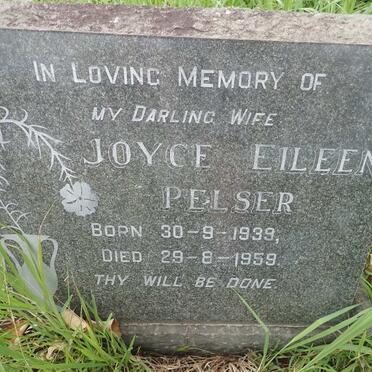 IN LOVING MEMORY OF
MY DARLING WIFE
JOYCE EILEEN
PELSER
BORN 30-9-1939,
DIED 29-8-1959.
THY WILL BE DONE.